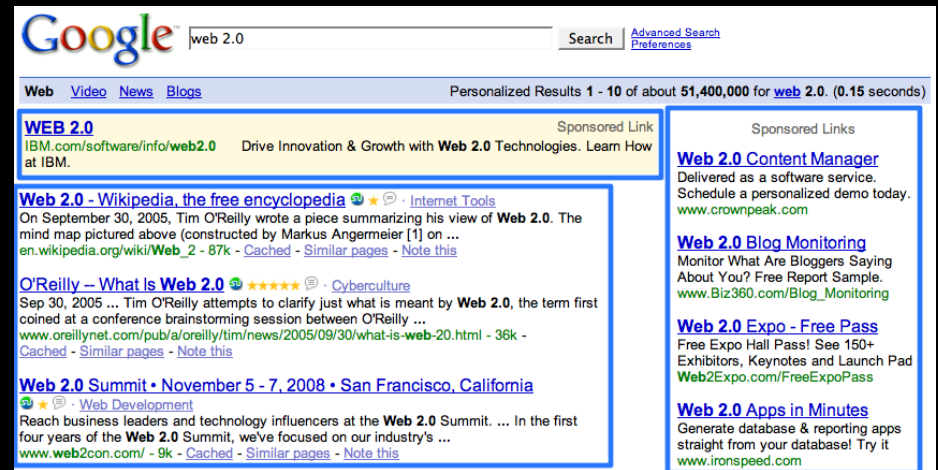 Google™
web 2.0
Search
Advanced Search
Preferences
Web Video News Blogs
Personalized Results 1 - 10 of about 51,400,000 for web 2.0. (0.15 seconds)
WEB 2.0
Sponsored Link
IBM.com/software/info/web2.0 Drive Innovation & Growth with Web 2.0 Technologies. Learn How
at IBM.
Web 2.0 - Wikipedia, the free encyclopedia · Internet Tools
On September 30, 2005, Tim O'Reilly wrote a piece summarizing his view of Web 2.0. The
mind map pictured above (constructed by Markus Angermeier [1] on ...
en.wikipedia.org/wiki/Web_2 - 87k - Cached - Similar pages - Note this
O'Reilly -- What Is Web 2.0 · Cyberculture
Sep 30, 2005 ... Tim O'Reilly attempts to clarify just what is meant by Web 2.0, the term first
coined at a conference brainstorming session between O'Reilly ...
www.oreillynet.com/pub/a/oreilly/tim/news/2005/09/30/what-is-web-20.html - 36k -
Cached - Similar pages - Note this
Web 2.0 Summit • November 5 - 7, 2008 • San Francisco, California
· Web Development
Reach business leaders and technology influencers at the Web 2.0 Summit. ... In the first
four years of the Web 2.0 Summit, we've focused on our industry's ...
www.web2con.com/ - 9k - Cached - Similar pages - Note this
Sponsored Links
Web 2.0 Content Manager
Delivered as a software service.
Schedule a personalized demo today.
www.crownpeak.com
Web 2.0 Blog Monitoring
Monitor What Are Bloggers Saying
About You? Free Report Sample.
www.Biz360.com/Blog_Monitoring
Web 2.0 Expo - Free Pass
Free Expo Hall Pass! See 150+
Exhibitors, Keynotes and Launch Pad
Web2Expo.com/FreeExpoPass
Web 2.0 Apps in Minutes
Generate database & reporting apps
straight from your database! Try it
www.ironspeed.com